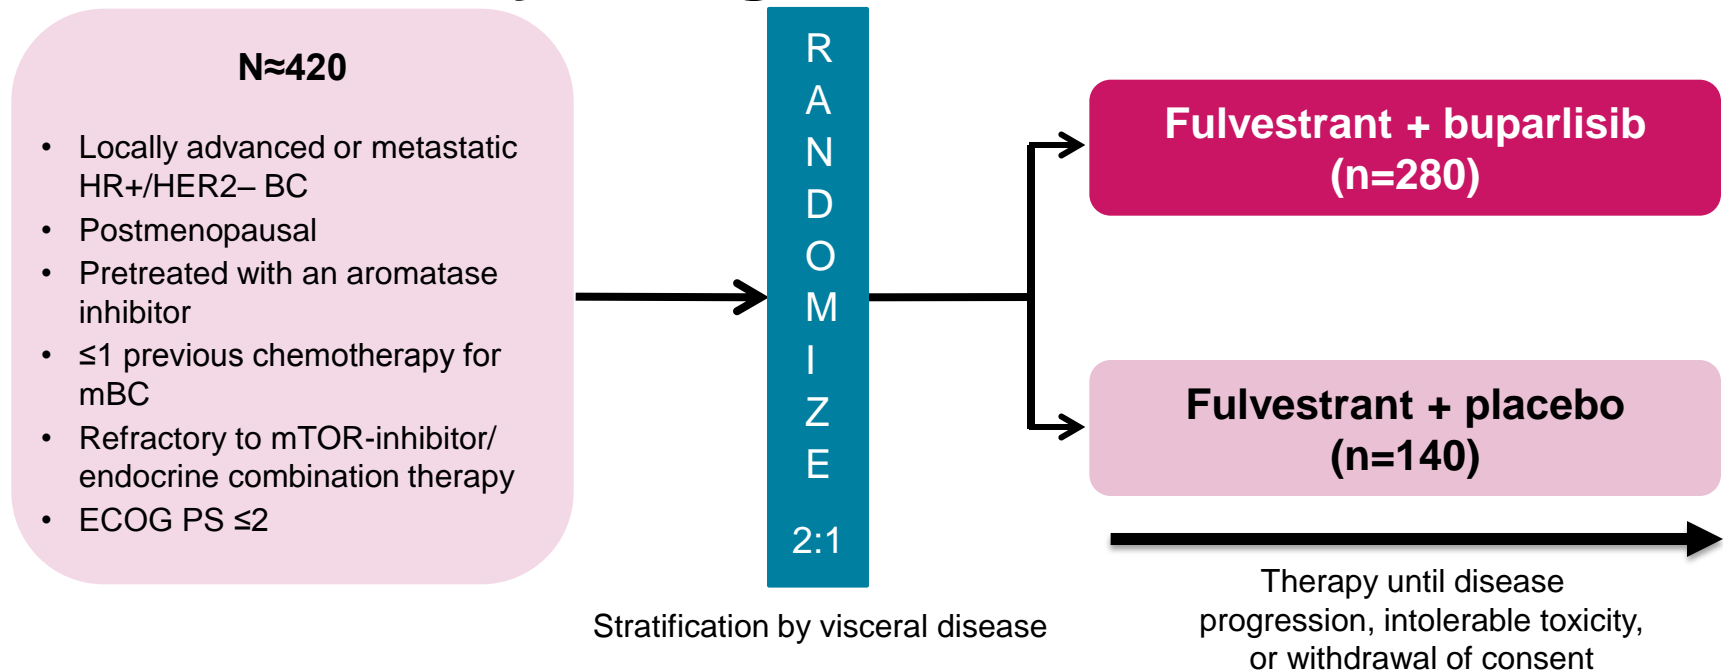 N≈420
• Locally advanced or metastatic
HR+/HER2– BC
• Postmenopausal
• Pretreated with an aromatase
inhibitor
• ≤1 previous chemotherapy for
mBC
• Refractory to mTOR-inhibitor/
endocrine combination therapy
• ECOG PS ≤2
R
A
N
D
O
M
I
Z
E
2:1
Stratification by visceral disease
Fulvestrant + buparlisib
(n=280)
Fulvestrant + placebo
(n=140)
Therapy until disease
progression, intolerable toxicity,
or withdrawal of consent